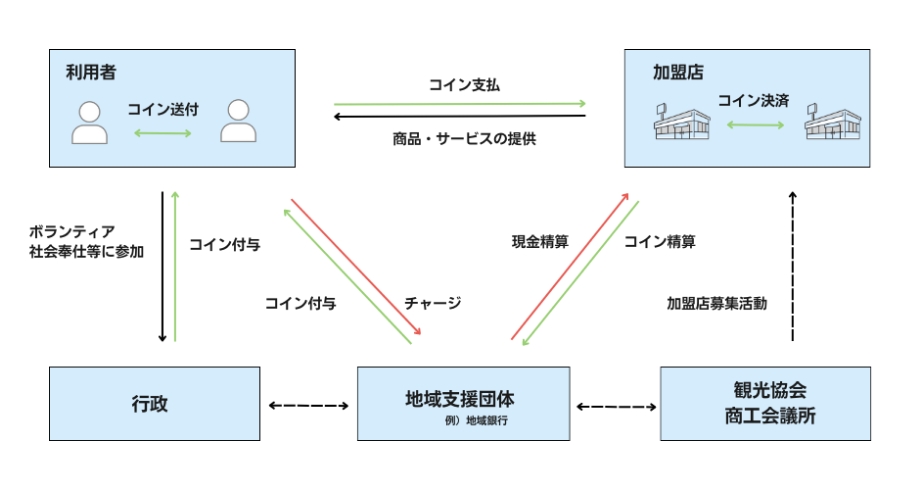 利用者
コイン送付
コイン支払
商品・サービスの提供
加盟店
コイン決済
ボランティア
社会奉仕等に参加
コイン付与
コイン付与
チャージ
現金精算
コイン精算
加盟店募集活動
行政
地域支援団体
例）地域銀行
観光協会
商工会議所